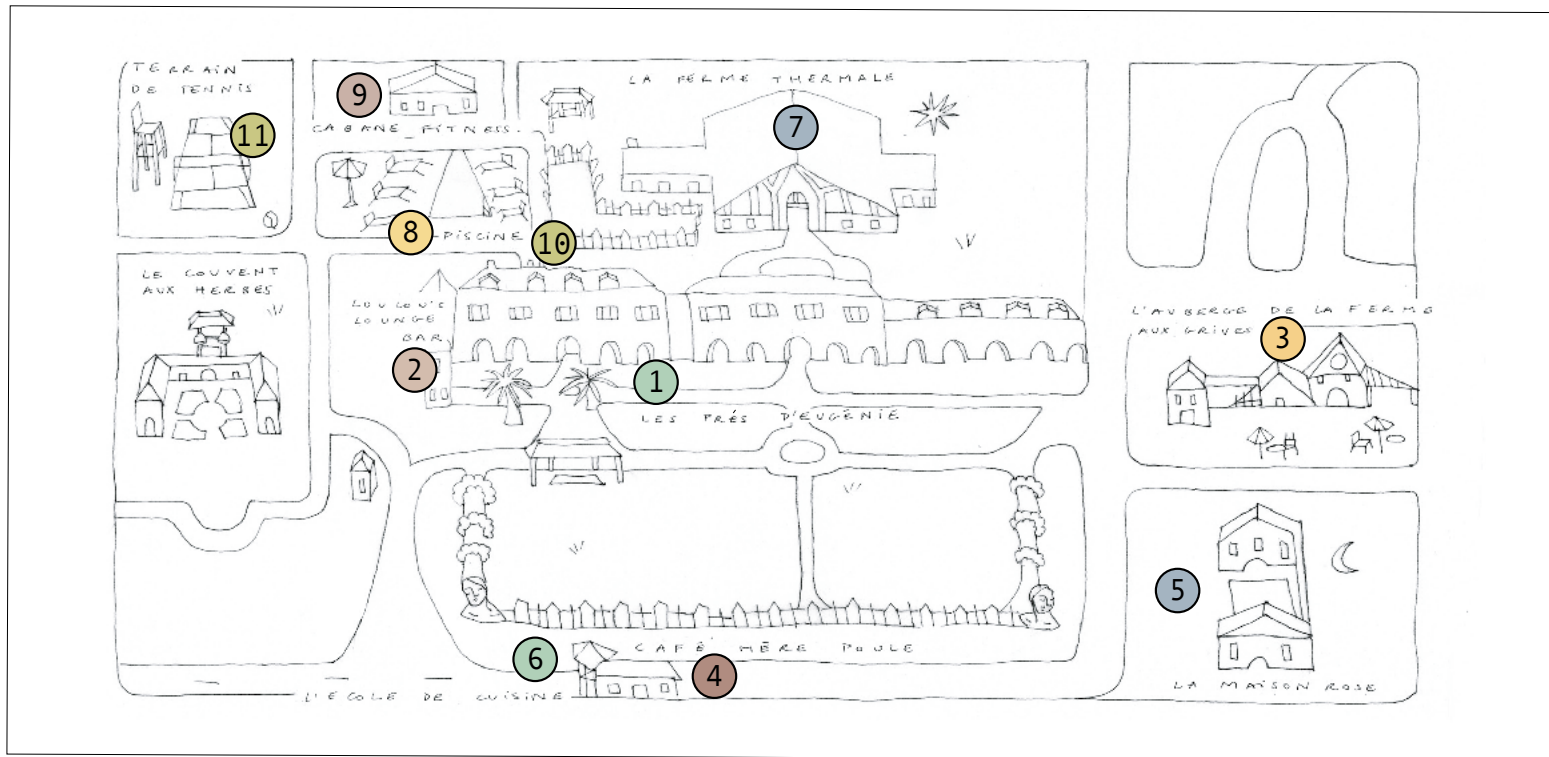 TERRAIN
DE TENNIS
11
9
CABANE FITNESS.
LA FERME THERMALE
7
8
PISCINE
10
LE COUVENT
AUX HERBES
LOULOU'S
LOUNGE
BAR
2
1
LES PRÉS D'EUGÉNIE
L'AUBERGE DE LA FERME
AUX GRIVES
3
5
LA MAISON ROSE
6
CAFÉ MÈRE POULE
4
L'ÉCOLE DE CUISINE